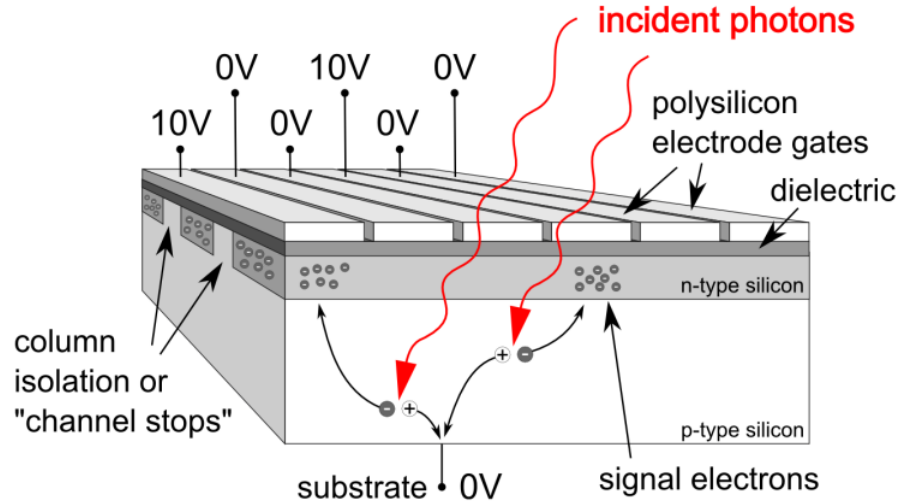 incident photons
0V
10V
0V
10V
0V
0V
polysilicon
electrode gates
dielectric
n-type silicon
column
isolation or
"channel stops"
p-type silicon
substrate
0V
signal electrons